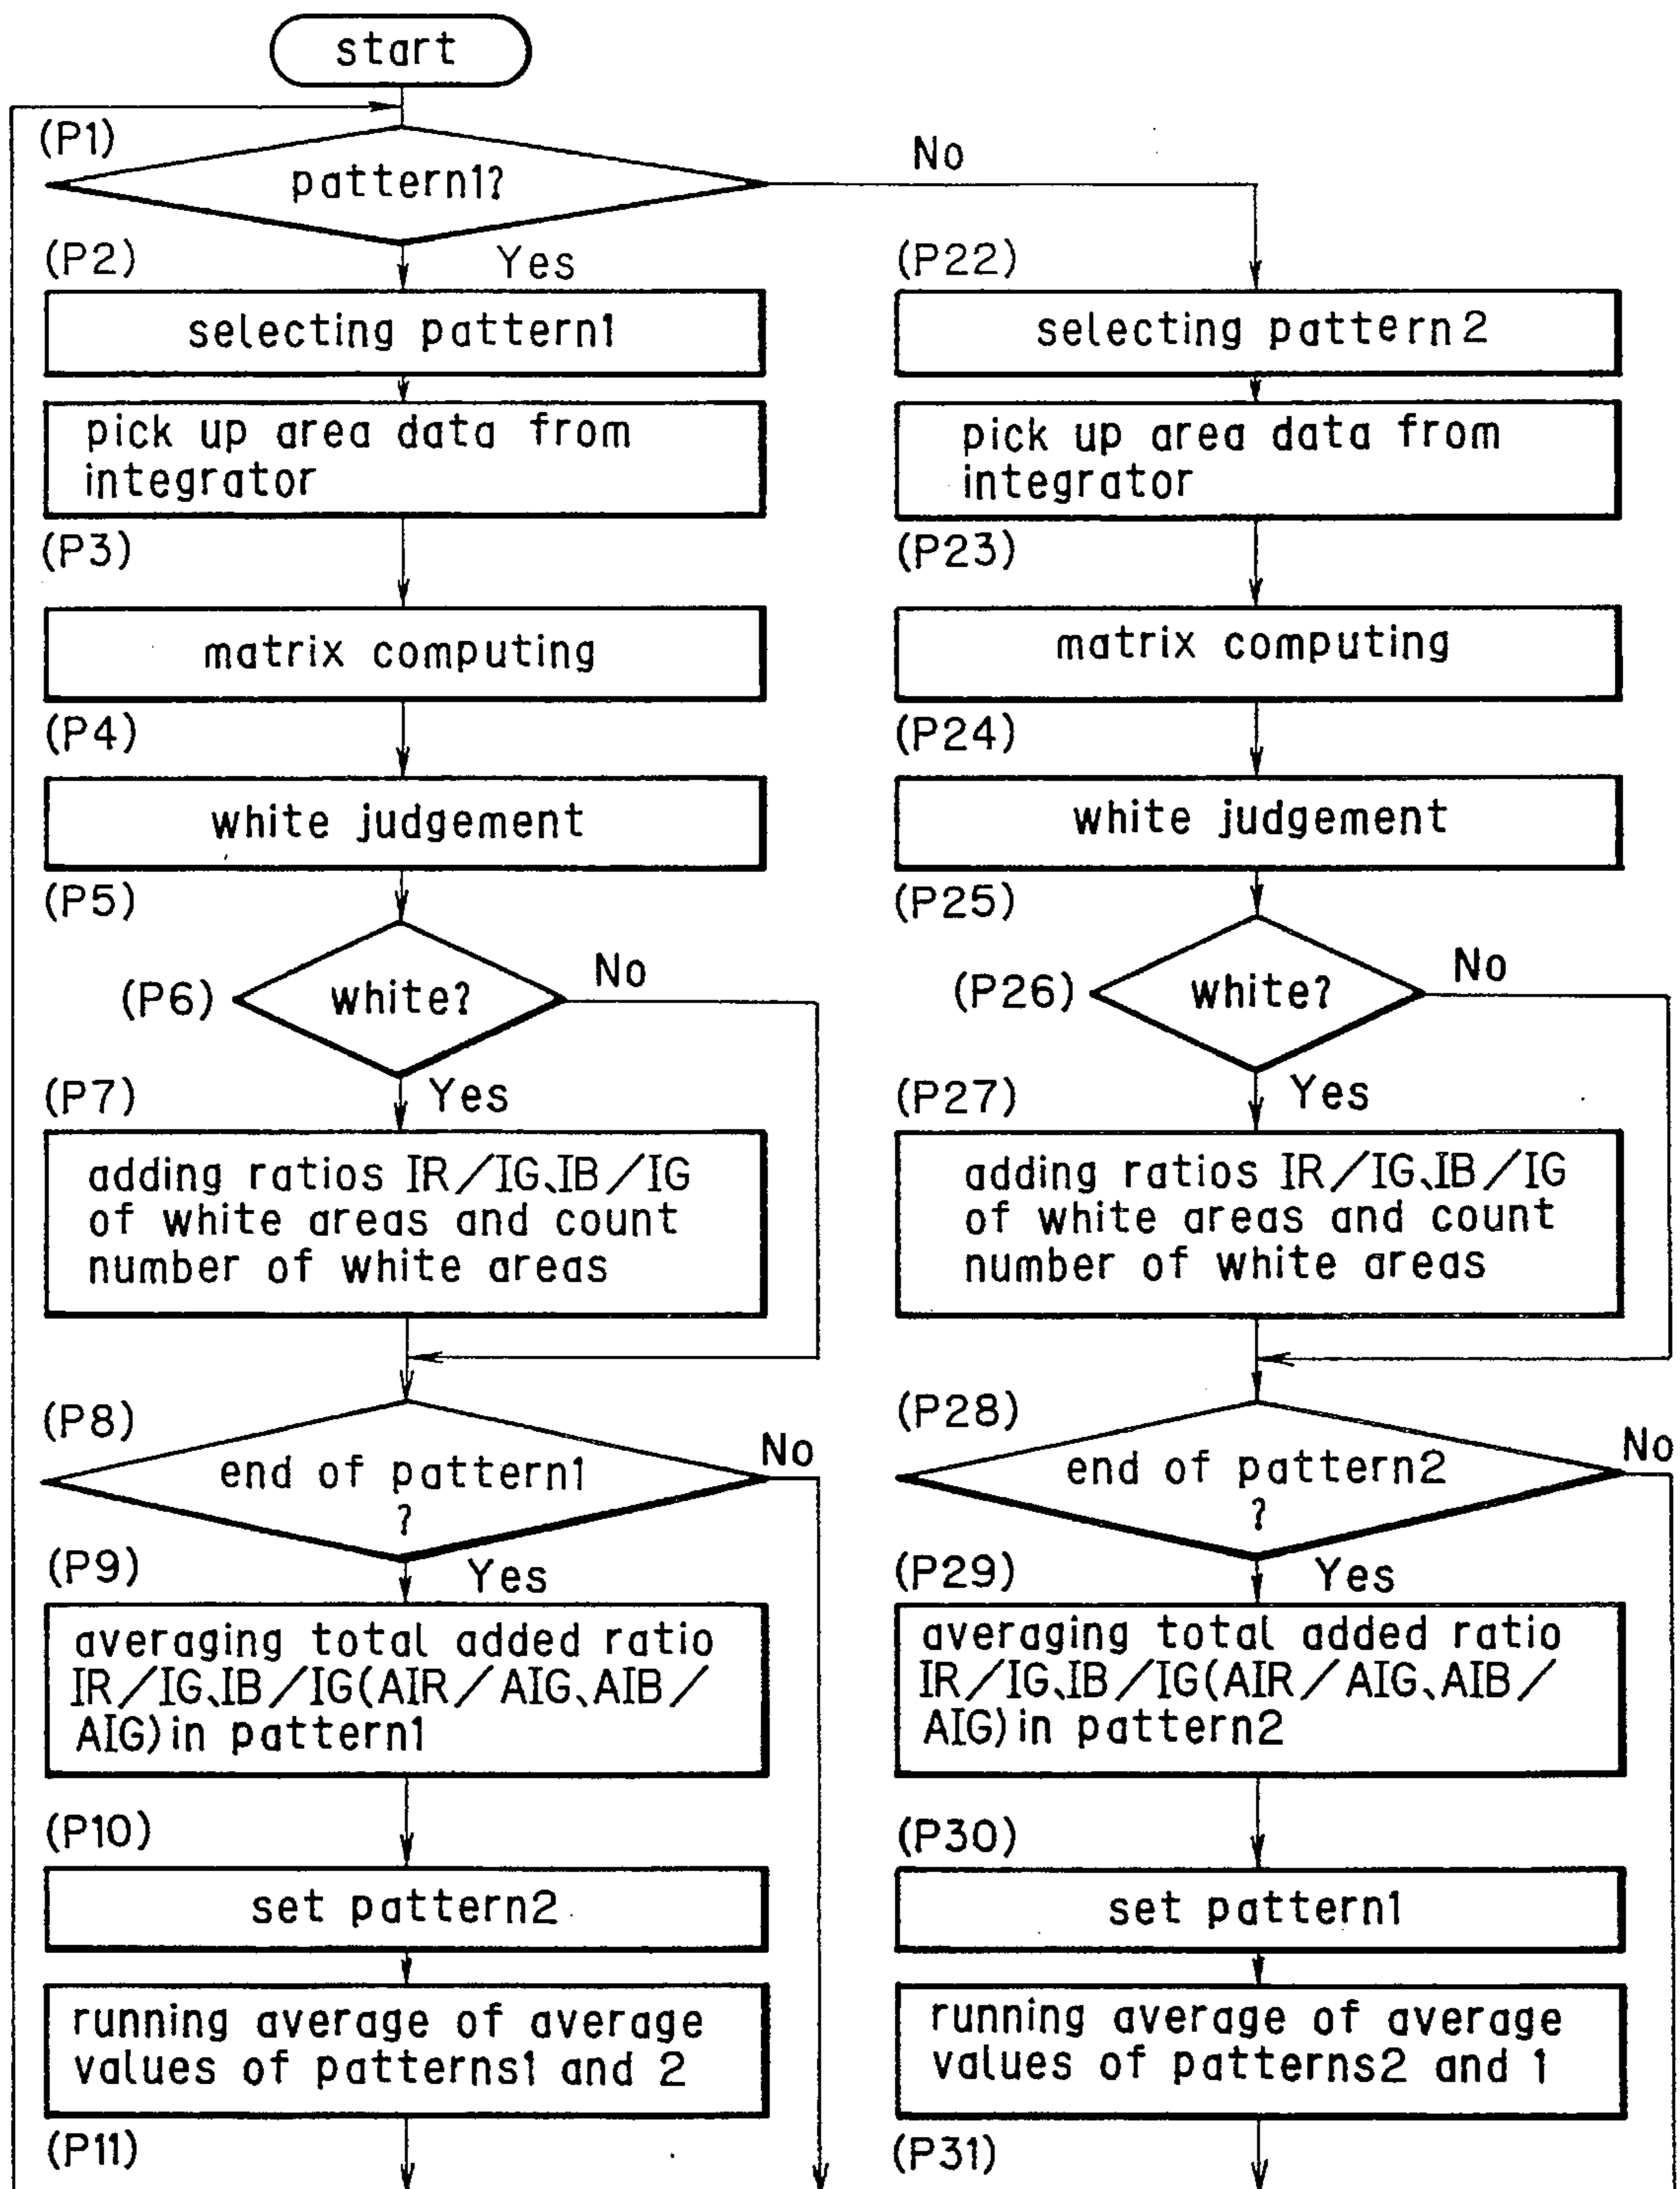 start
(P1)
pattern1?
No
(P2)
Yes
selecting pattern1
pick up area data from
integrator
(P3)
matrix computing
(P4)
white judgement
(P5)
(P6)
white?
No
(P7)
Yes
adding ratios IR/IG、IB/IG
of white areas and count
number of white areas
(P8)
No
end of pattern1
?
(P9)
Yes
averaging total added ratio
IR/IG、IB/IG(AIR/AIG、AIB/
AIG)in pattern1
(P10)
set pattern2
running average of average
values of patterns1 and 2
(P11)
(P22)
selecting pattern2
pick up area data from
integrator
(P23)
matrix computing
(P24)
white judgement
(P25)
(P26)
white?
No
(P27)
Yes
adding ratios IR/IG、IB/IG
of white areas and count
number of white areas
(P28)
No
end of pattern2
?
(P29)
Yes
averaging total added ratio
IR/IG、IB/IG(AIR/AIG、AIB/
AIG)in pattern2
(P30)
set pattern1
running average of average
values of patterns2 and 1
(P31)